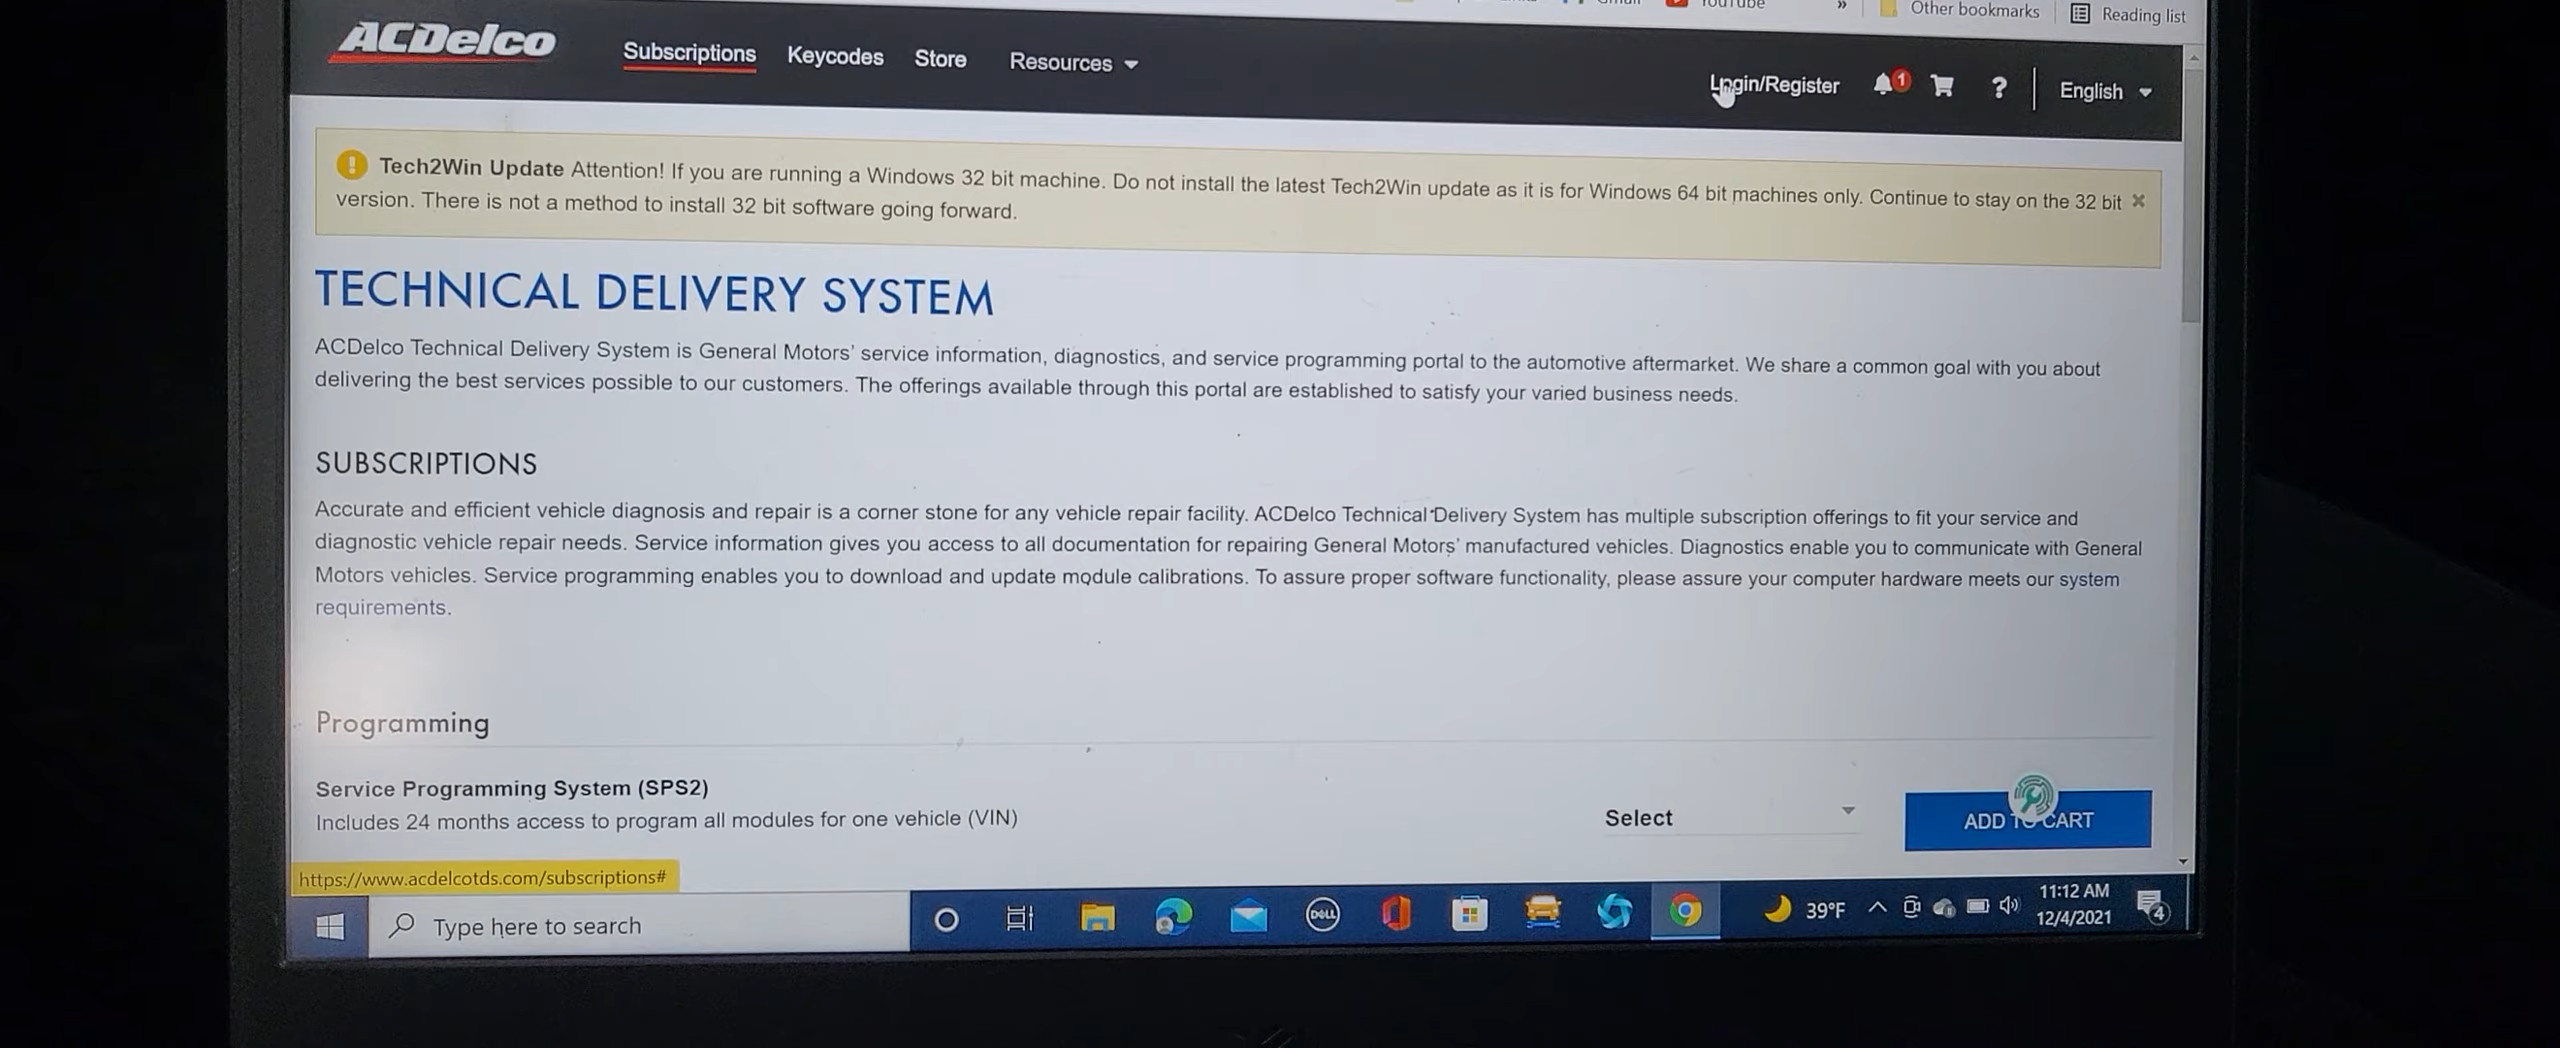 Other bookmarks
Reading list
ACDelco
Subscriptions
Keycodes
Store
Resources
Login/Register
1
?
English
Tech2Win Update Attention! If you are running a Windows 32 bit machine. Do not install the latest Tech2Win update as it is for Windows 64 bit machines only. Continue to stay on the 32 bit
version. There is not a method to install 32 bit software going forward.
TECHNICAL DELIVERY SYSTEM
ACDelco Technical Delivery System is General Motors' service information, diagnostics, and service programming portal to the automotive aftermarket. We share a common goal with you about
delivering the best services possible to our customers. The offerings available through this portal are established to satisfy your varied business needs.
SUBSCRIPTIONS
Accurate and efficient vehicle diagnosis and repair is a corner stone for any vehicle repair facility. ACDelco Technical Delivery System has multiple subscription offerings to fit your service and
diagnostic vehicle repair needs. Service information gives you access to all documentation for repairing General Motors' manufactured vehicles. Diagnostics enable you to communicate with General
Motors vehicles. Service programming enables you to download and update module calibrations. To assure proper software functionality, please assure your computer hardware meets our system
requirements.
Programming
Service Programming System (SPS2)
Includes 24 months access to program all modules for one vehicle (VIN)
Select
ADD TO CART
https://www.acdelcotds.com/subscriptions#
Type here to search
DELL
39°F
11:12 AM
12/4/2021
4